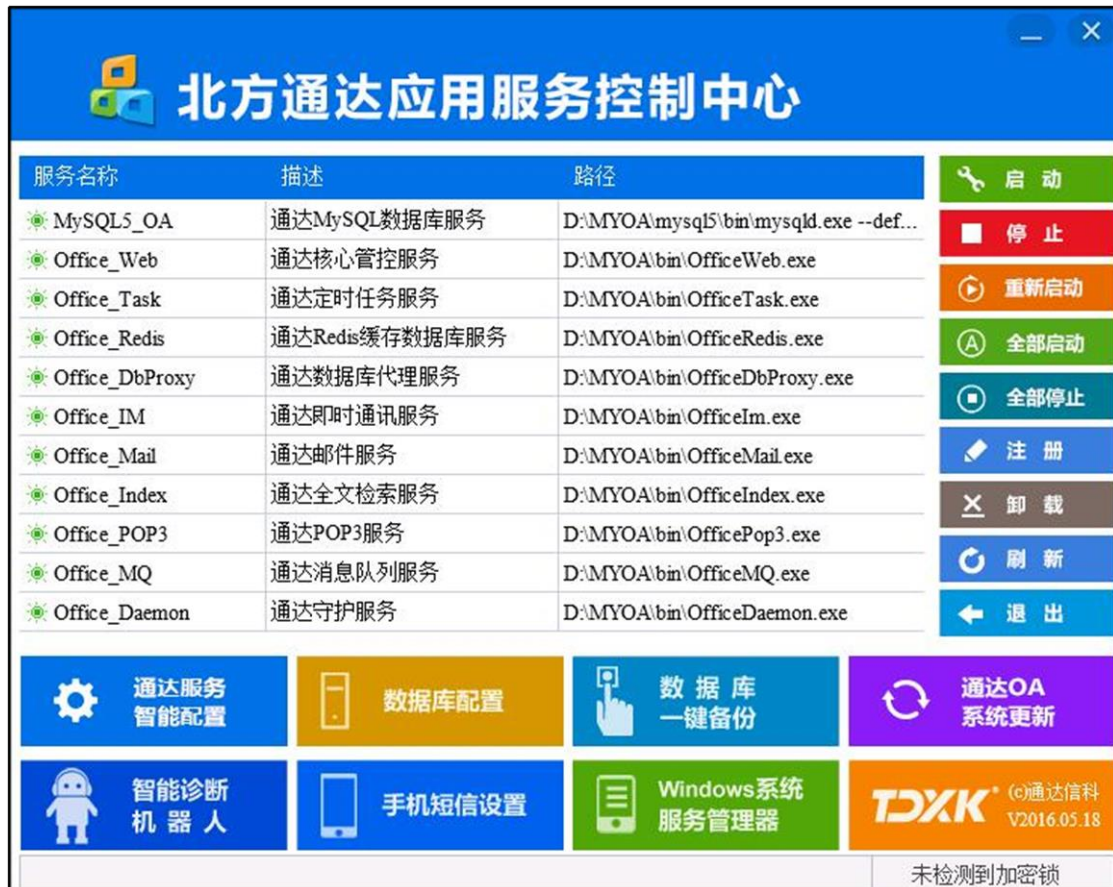 北方通达应用服务控制中心
服务名称 描述 路径
MySQL5_OA 通达MySQL数据库服务 D:\MYOA\mysql5\bin\mysqld.exe --def...
Office_Web 通达核心管控服务 D:\MYOA\bin\OfficeWeb.exe
Office_Task 通达定时任务服务 D:\MYOA\bin\OfficeTask.exe
Office_Redis 通达Redis缓存数据库服务 D:\MYOA\bin\OfficeRedis.exe
Office_DbProxy 通达数据库代理服务 D:\MYOA\bin\OfficeDbProxy.exe
Office_IM 通达即时通讯服务 D:\MYOA\bin\OfficeIm.exe
Office_Mail 通达邮件服务 D:\MYOA\bin\OfficeMail.exe
Office_Index 通达全文检索服务 D:\MYOA\bin\OfficeIndex.exe
Office_POP3 通达POP3服务 D:\MYOA\bin\OfficePop3.exe
Office_MQ 通达消息队列服务 D:\MYOA\bin\OfficeMQ.exe
Office_Daemon 通达守护服务 D:\MYOA\bin\OfficeDaemon.exe
启 动
停 止
重新启动
A 全部启动
全部停止
注 册
卸 载
刷 新
退 出
通达服务
智能配置
数据库配置
数 据 库
一键备份
通达OA
系统更新
智能诊断
机 器 人
手机短信设置
Windows系统
服务管理器
TDXK (c)通达信科
V2016.05.18
未检测到加密锁